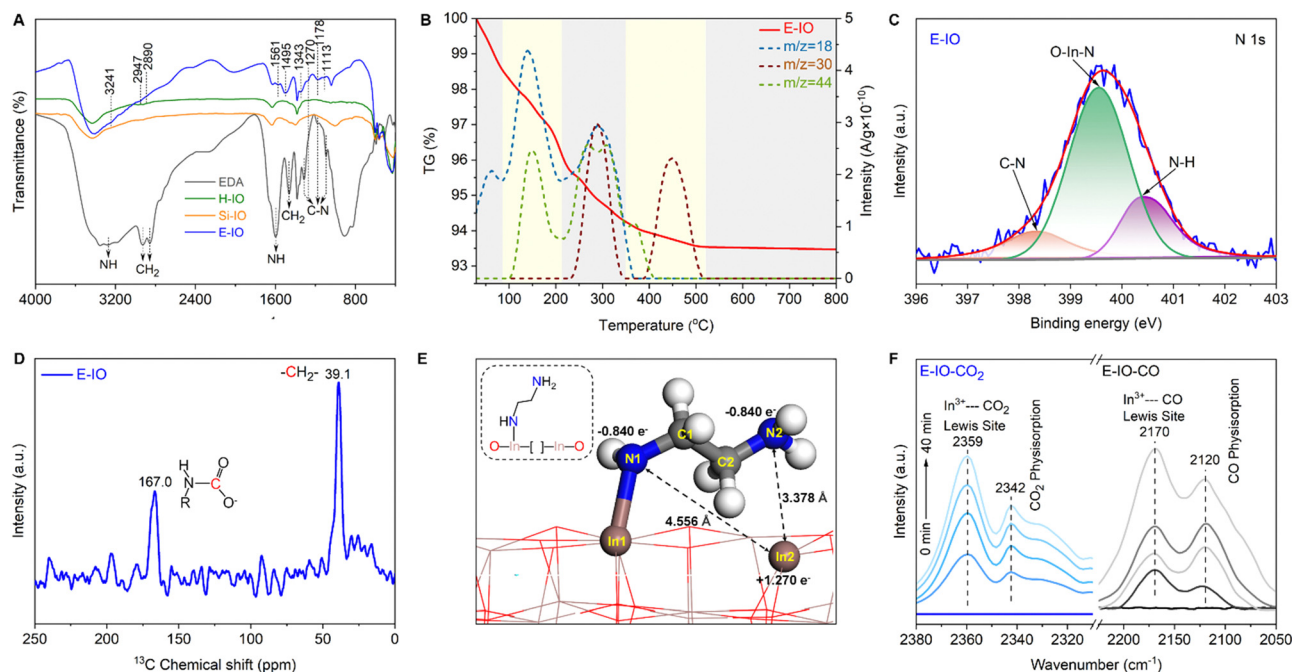 A
Transmittance (%)
3241
2947
2890
1561
1495
1343
1270
1178
1113
EDA
H-IO
Si-IO
E-IO
NH
CH₂
NH
CH₂
C-N
4000 3200 2400 1600 800
B
TG (%)
100
99
98
97
96
95
94
93
E-IO
m/z=18
m/z=30
m/z=44
5
4
3
2
1
0
Intensity (A/g×10⁻¹⁰)
100 200 300 400 500 600 700 800
Temperature (°C)
C
E-IO
N 1s
O-In-N
C-N
N-H
Intensity (a.u.)
396 397 398 399 400 401 402 403
Binding energy (eV)
D
E-IO
-CH₂-
39.1
167.0
H
N
R
C
O
O⁻
Intensity (a.u.)
250 200 150 100 50 0
¹³C Chemical shift (ppm)
E
NH₂
HN
O-In-[ ]-In-O
-0.840 e⁻
-0.840 e⁻
N1
C1
C2
N2
3.378 Å
4.556 Å
In1
In2
+1.270 e⁻
F
E-IO-CO₂
E-IO-CO
In³⁺--- CO₂
Lewis Site
2359
2342
CO₂ Physisorption
In³⁺--- CO
Lewis Site
2170
2120
CO Physisorption
0 min
40 min
Intensity (a.u.)
2380 2360 2340 2320 2200 2150 2100 2050
Wavenumber (cm⁻¹)